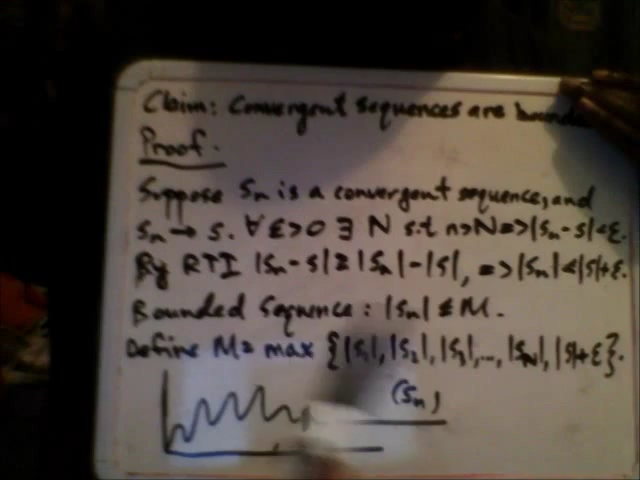 Claim: Convergent sequences are bounde
Proof.
Suppose Sn is a convergent sequence, and
Sn → S. ∀ ε>0 ∃ N s.t n>N=>|Sn-S|<ε.
By RTI |Sn-S|≥|Sn|-|S|, =>|Sn|<|S|+ε.
Bounded Sequence: |Sn| ≤ M.
Define M= max {|S1|, |S2|, |S3|,..., |SN|, |S|+ε}.
(Sn)